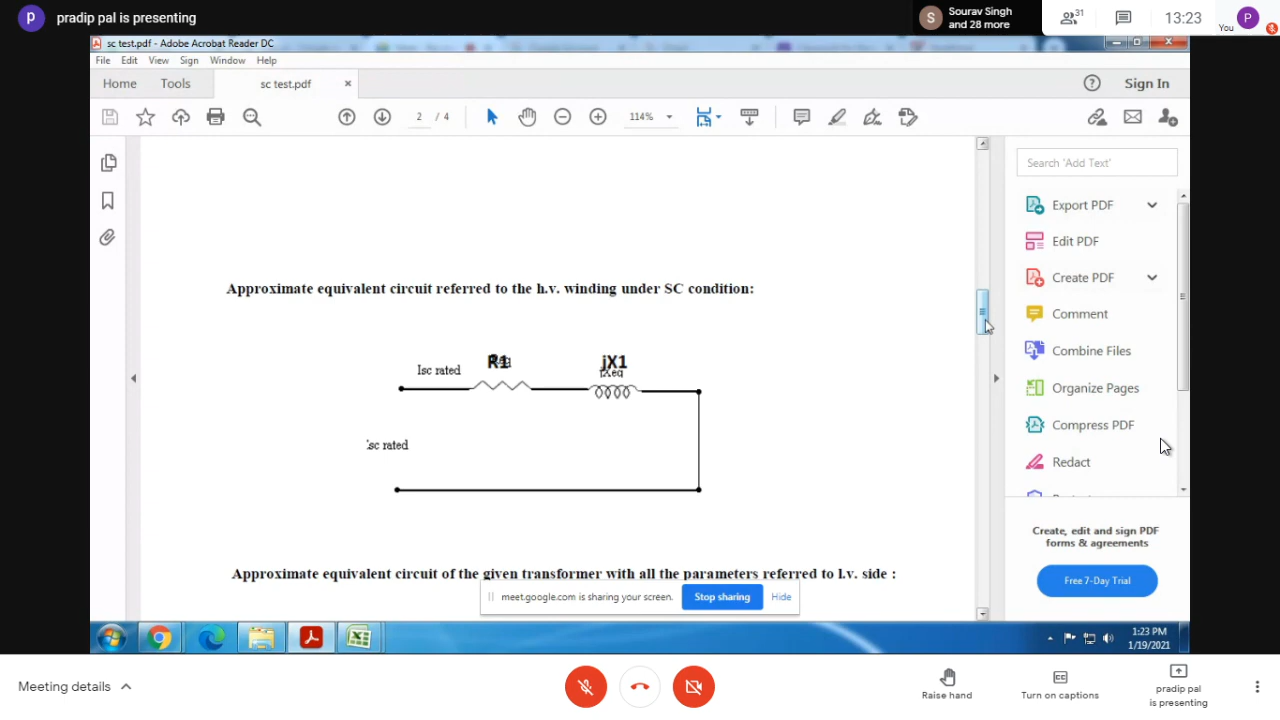 p pradip pal is presenting
S Sourav Singh
and 28 more
31
13:23
You
P
sc test.pdf - Adobe Acrobat Reader DC
File Edit View Sign Window Help
Home Tools sc test.pdf × ? Sign In
2 / 4 114%
Search 'Add Text'
Export PDF
Edit PDF
Create PDF
Comment
Combine Files
Organize Pages
Compress PDF
Redact
Create, edit and sign PDF
forms & agreements
Free 7-Day Trial
Approximate equivalent circuit referred to the h.v. winding under SC condition:
Isc rated R1 jX1
jXeq
sc rated
Approximate equivalent circuit of the given transformer with all the parameters referred to l.v. side :
meet.google.com is sharing your screen. Stop sharing Hide
1:23 PM
1/19/2021
Meeting details
Raise hand
Turn on captions
pradip pal
is presenting